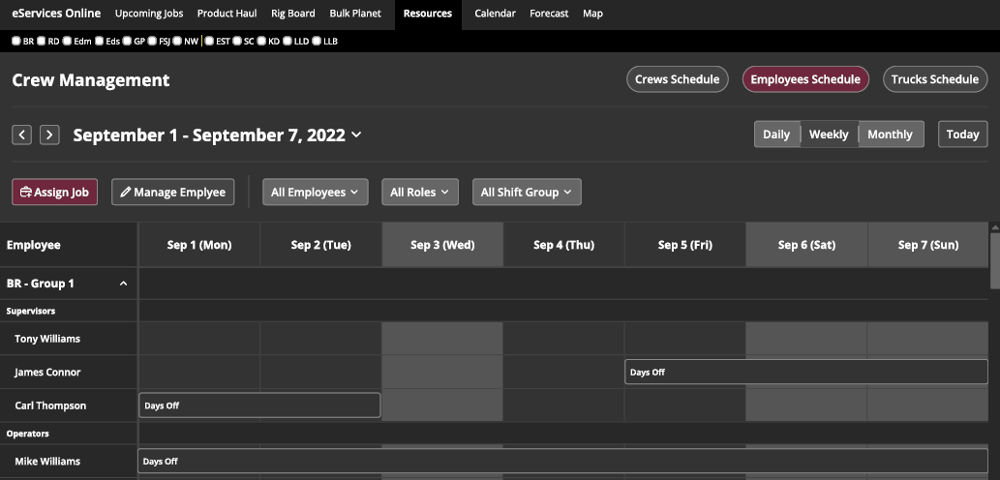 eServices Online Upcoming Jobs Product Haul Rig Board Bulk Planet Resources Calendar Forecast Map
BR RD Edm Eds GP FSJ NW EST SC KD LLD LLB
Crew Management Crews Schedule Employees Schedule Trucks Schedule
September 1 - September 7, 2022 Daily Weekly Monthly Today
Assign Job Manage Emplyee All Employees All Roles All Shift Group
Employee Sep 1 (Mon) Sep 2 (Tue) Sep 3 (Wed) Sep 4 (Thu) Sep 5 (Fri) Sep 6 (Sat) Sep 7 (Sun)
BR - Group 1
Supervisors
Tony Williams
James Connor Days Off
Carl Thompson Days Off
Operators
Mike Williams Days Off